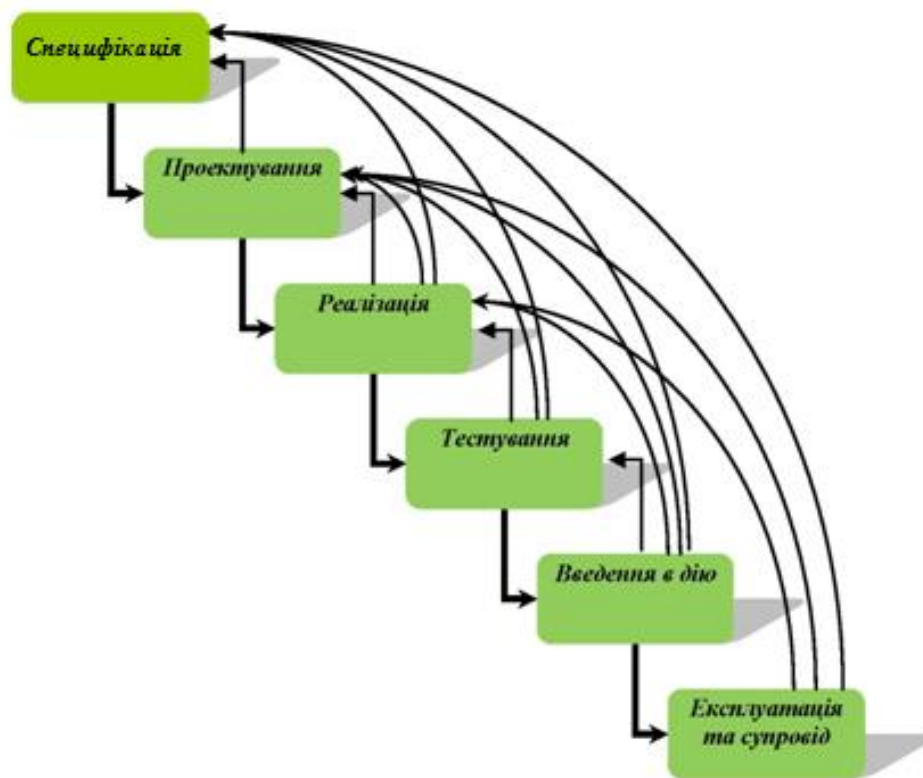 Специфікація
Проектування
Реалізація
Тестування
Введення в дію
Експлуатація
та супровід